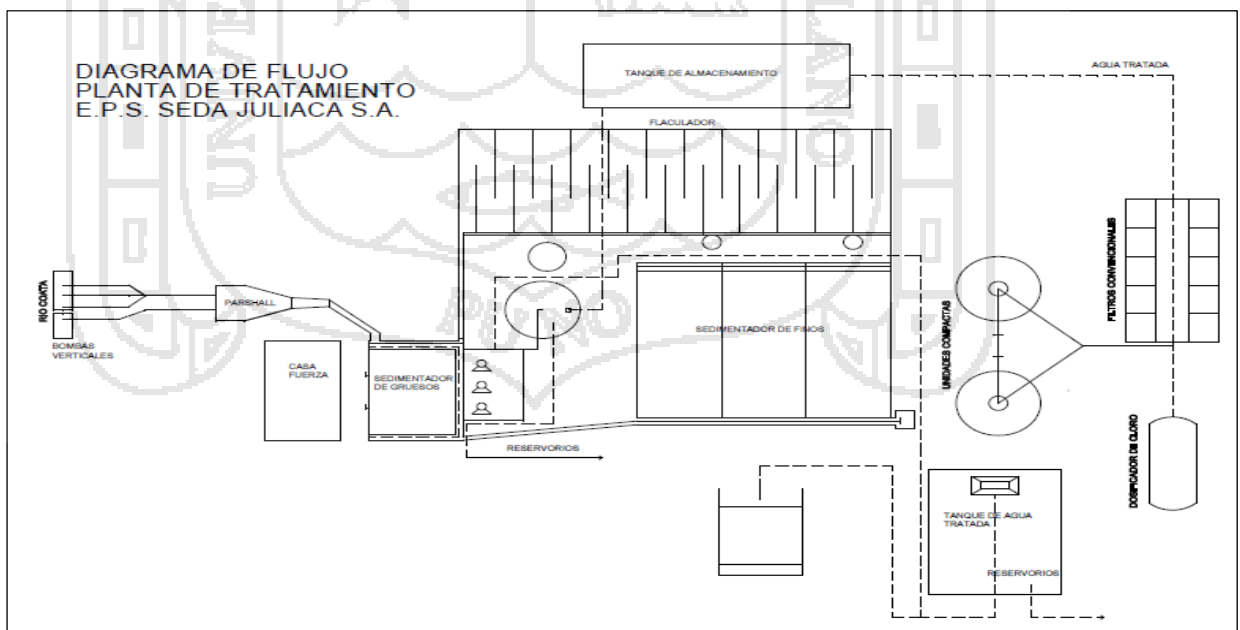 DIAGRAMA DE FLUJO
PLANTA DE TRATAMIENTO
E.P.S. SEDA JULIACA S.A.
TANQUE DE ALMACENAMIENTO
AGUA TRATADA
FLACULADOR
RIO COATA
BOMBAS
VERTICALES
PARSHALL
CASA
FUERZA
SEDIMENTADOR
DE GRUESOS
SEDIMENTADOR DE FINOS
UNIDADES COMPACTAS
FILTROS CONVENCIONALES
RESERVORIOS
DOSIFICADOR DE CLORO
TANQUE DE AGUA
TRATADA
RESERVORIOS
PUNO